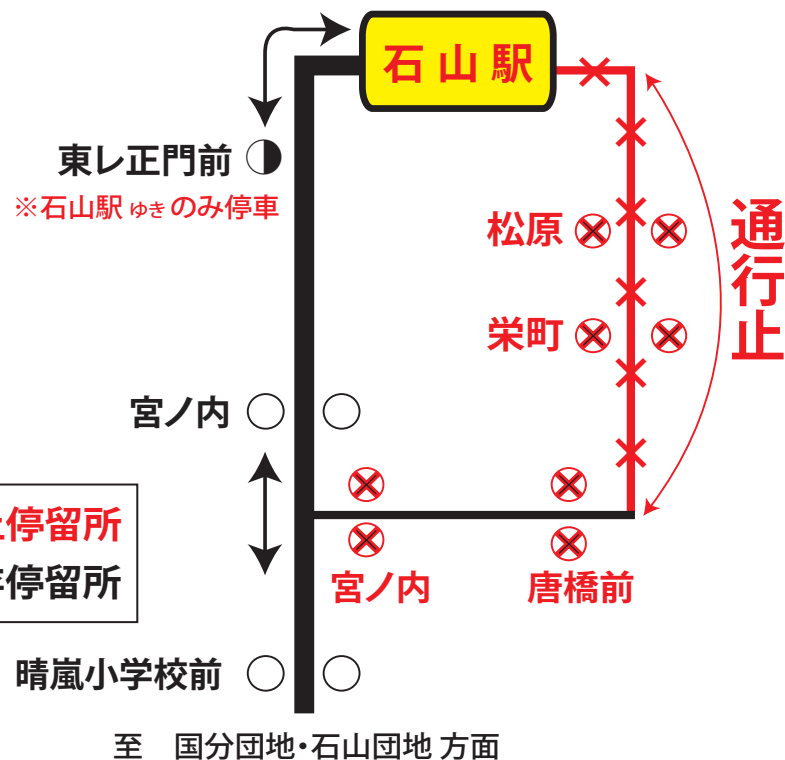 石山駅
東レ正門前
※石山駅 ゆき のみ停車
松原
通行止
栄町
宮ノ内
停留所
停留所
宮ノ内
唐橋前
晴嵐小学校前
至 国分団地・石山団地 方面